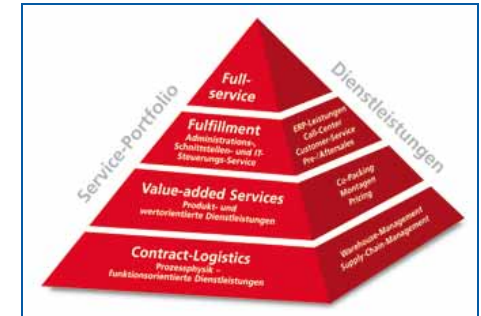 Service-Portfolio
Dienstleistungen
Full-
service
Fulfillment
Administrations-,
Schnittstellen- und IT-
Steuerungs-Service
ERP-Leistungen
Call-Center
Customer-Service
Pre-/Aftersales
Value-added Services
Produkt- und
wertorientierte Dienstleistungen
Co-Packing
Montagen
Pricing
Contract-Logistics
Prozessphysik –
funktionsorientierte Dienstleistungen
Warehouse-Management
Supply-Chain-Management